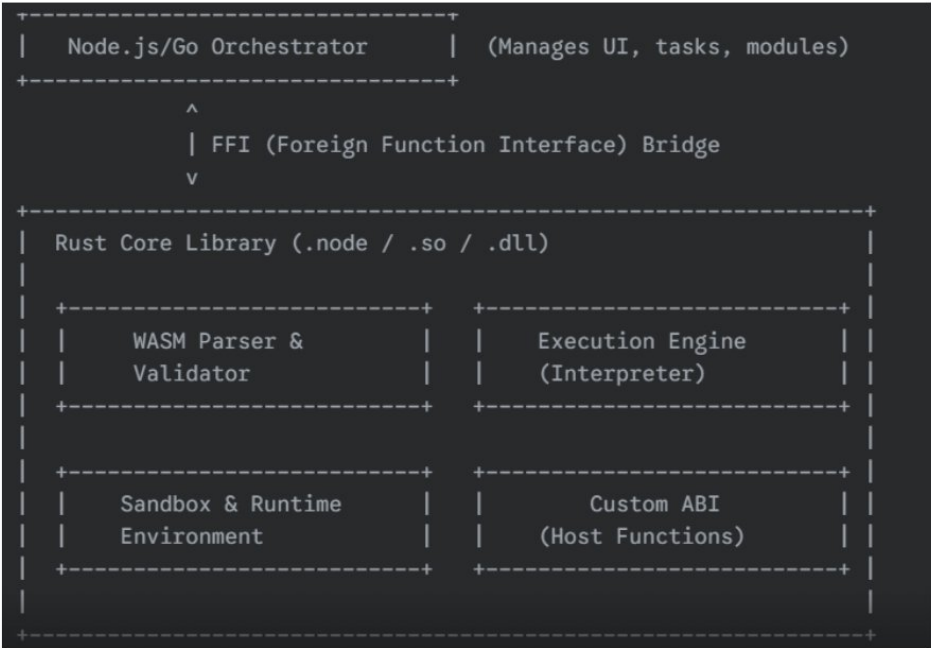 +---------------------------------+
| Node.js/Go Orchestrator | (Manages UI, tasks, modules)
+---------------------------------+
^
| FFI (Foreign Function Interface) Bridge
v
+-----------------------------------------------------------------+
| Rust Core Library (.node / .so / .dll) |
| |
| +---------------------------+ +---------------------------+ |
| | WASM Parser & | | Execution Engine | |
| | Validator | | (Interpreter) | |
| +---------------------------+ +---------------------------+ |
| |
| +---------------------------+ +---------------------------+ |
| | Sandbox & Runtime | | Custom ABI | |
| | Environment | | (Host Functions) | |
| +---------------------------+ +---------------------------+ |
| |
+-----------------------------------------------------------------+